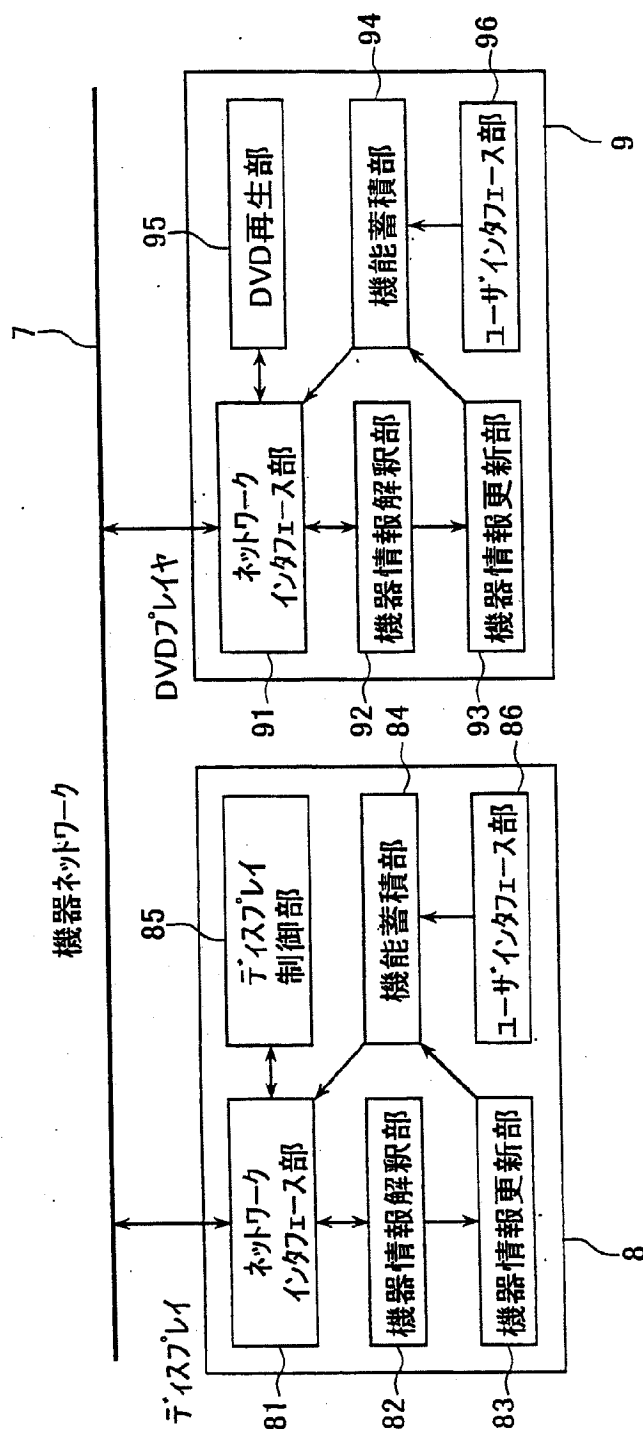 機器ネットワーク
7
ディスプレイ
85
ネットワーク
インタフェース部
ディスプレイ
制御部
81
機器情報解釈部
機能蓄積部
82
84
機器情報更新部
ユーザインタフェース部
83
86
8
DVDプレイヤ
95
ネットワーク
インタフェース部
DVD再生部
91
機器情報解釈部
機能蓄積部
92
94
機器情報更新部
ユーザインタフェース部
93
96
9